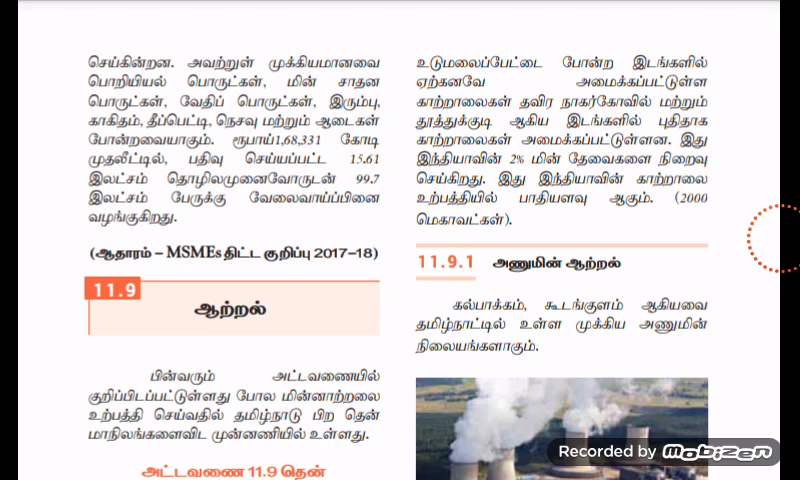 செய்கின்றன. அவற்றுள் முக்கியமானவை
பொறியியல் பொருட்கள், மின் சாதன
பொருட்கள், வேதிப் பொருட்கள், இரும்பு,
காகிதம், தீப்பெட்டி, நெசவு மற்றும் ஆடைகள்
போன்றவையாகும். ரூபாய்1,68,331 கோடி
முதலீட்டில், பதிவு செய்யப்பட்ட 15.61
இலட்சம் தொழிலமுனைவோருடன் 99.7
இலட்சம் பேருக்கு வேலைவாய்ப்பினை
வழங்குகிறது.
(ஆதாரம் – MSMEs திட்ட குறிப்பு 2017–18)
11.9
ஆற்றல்
பின்வரும் அட்டவணையில்
குறிப்பிடப்பட்டுள்ளது போல மின்னாற்றலை
உற்பத்தி செய்வதில் தமிழ்நாடு பிற தென்
மாநிலங்களைவிட முன்னணியில் உள்ளது.
அட்டவணை 11.9 தென்
உடுமலைப்பேட்டை போன்ற இடங்களில்
ஏற்கனவே அமைக்கப்பட்டுள்ள
காற்றாலைகள் தவிர நாகர்கோவில் மற்றும்
தூத்துக்குடி ஆகிய இடங்களில் புதிதாக
காற்றாலைகள் அமைக்கப்பட்டுள்ளன. இது
இந்தியாவின் 2% மின் தேவைகளை நிறைவு
செய்கிறது. இது இந்தியாவின் காற்றாலை
உற்பத்தியில் பாதியளவு ஆகும். (2000
மெகாவட்கள்).
11.9.1 அணுமின் ஆற்றல்
கல்பாக்கம், கூடங்குளம் ஆகியவை
தமிழ்நாட்டில் உள்ள முக்கிய அணுமின்
நிலையங்களாகும்.
Recorded by mobizen